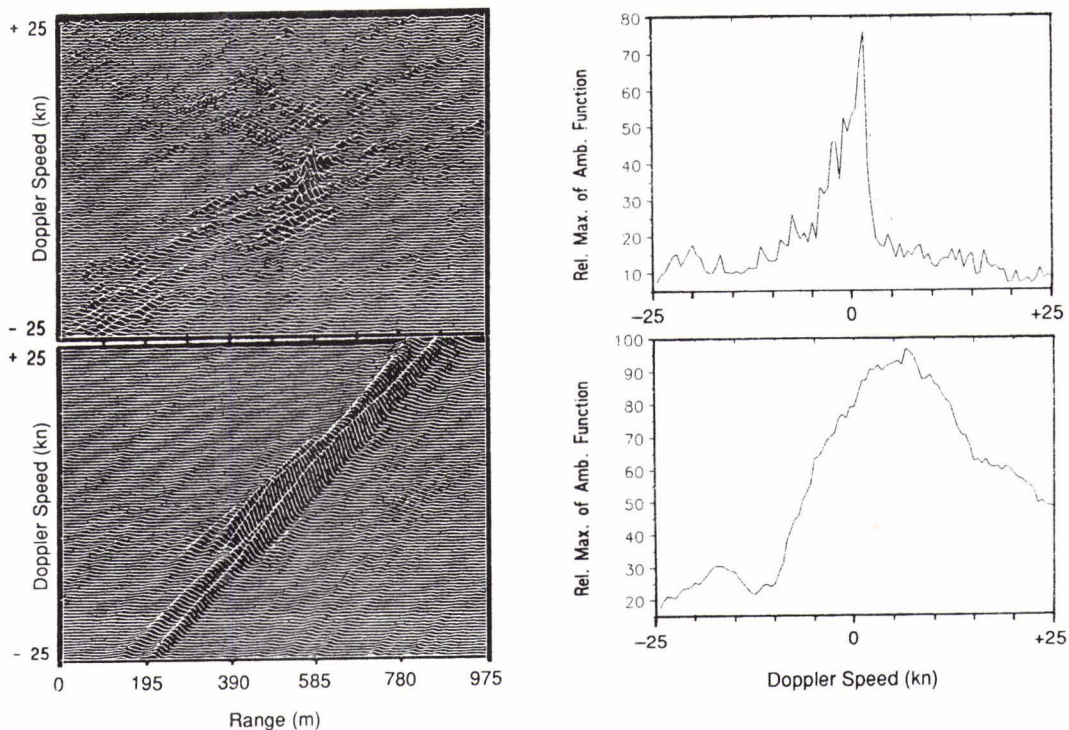 + 25
Doppler Speed (kn)
- 25
+ 25
Doppler Speed (kn)
- 25
0 195 390 585 780 975
Range (m)
80
70
60
50
40
30
20
10
Rel. Max. of Amb. Function
−25 0 +25
100
90
80
70
60
50
40
30
20
Rel. Max. of Amb. Function
−25 0 +25
Doppler Speed (kn)